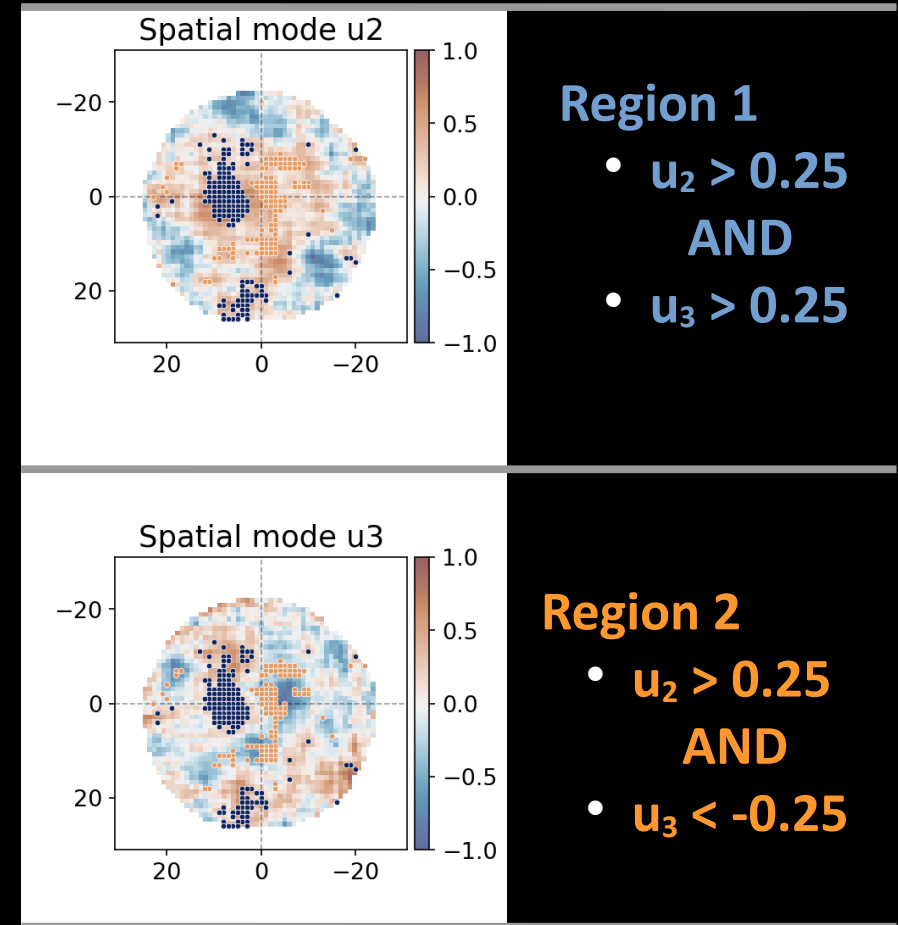 Spatial mode u2
−20
0
20
20
0
−20
1.0
0.5
0.0
−0.5
−1.0
Region 1
• u₂ > 0.25
AND
• u₃ > 0.25
Spatial mode u3
−20
0
20
20
0
−20
1.0
0.5
0.0
−0.5
−1.0
Region 2
• u₂ > 0.25
AND
• u₃ < -0.25